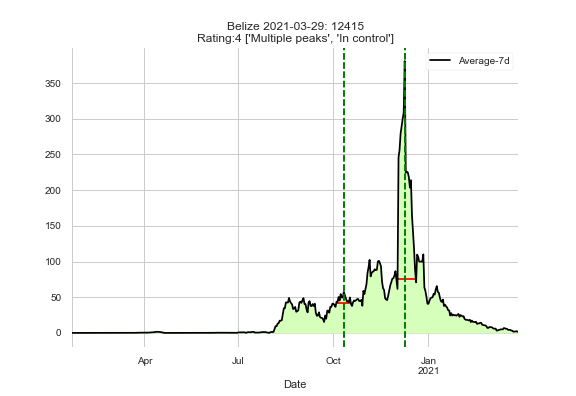 Belize 2021-03-29: 12415
Rating:4 ['Multiple peaks', 'In control']
Average-7d
350
300
250
200
150
100
50
0
Apr
Jul
Oct
Jan
2021
Date